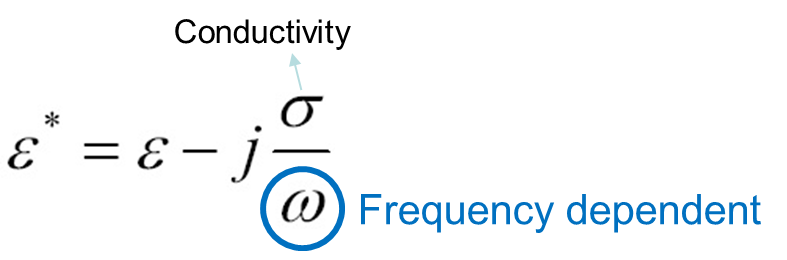 Conductivity
ε* = ε − j σ/ω
Frequency dependent